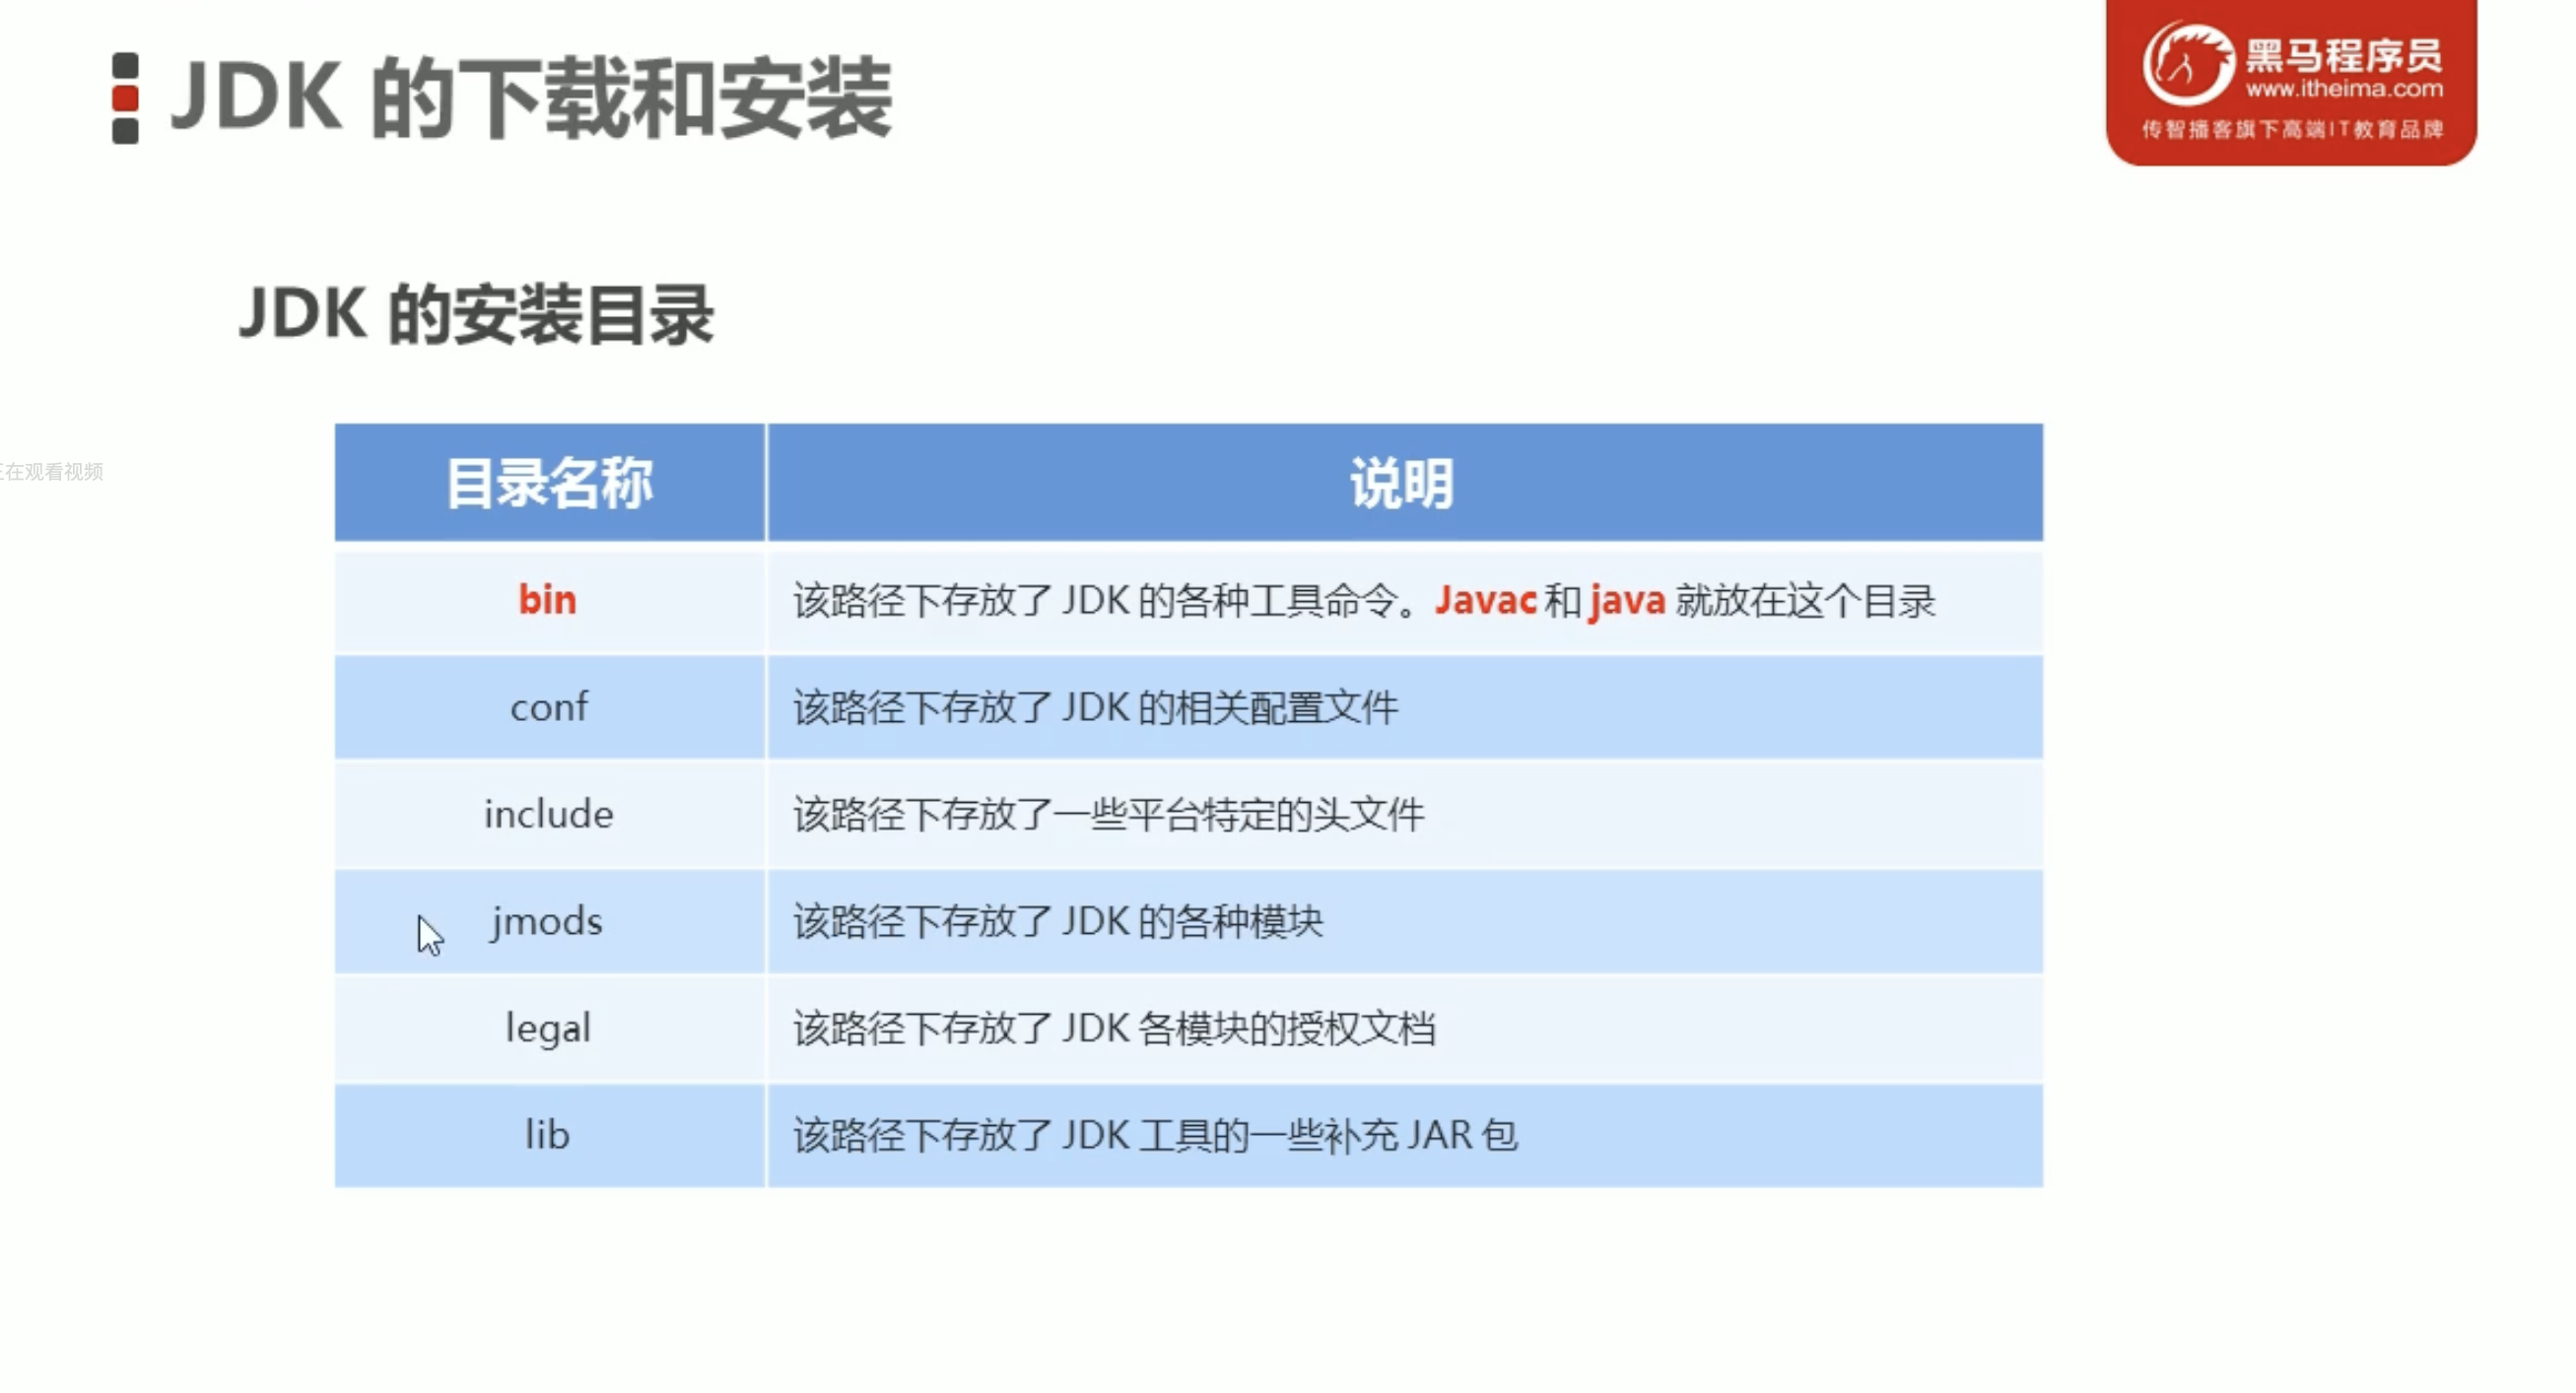 JDK 的下载和安装
黑马程序员
www.itheima.com
传智播客旗下高端IT教育品牌
JDK 的安装目录
正在观看视频
目录名称 说明
bin 该路径下存放了 JDK 的各种工具命令。Javac 和 java 就放在这个目录
conf 该路径下存放了 JDK 的相关配置文件
include 该路径下存放了一些平台特定的头文件
jmods 该路径下存放了 JDK 的各种模块
legal 该路径下存放了 JDK 各模块的授权文档
lib 该路径下存放了 JDK 工具的一些补充 JAR 包